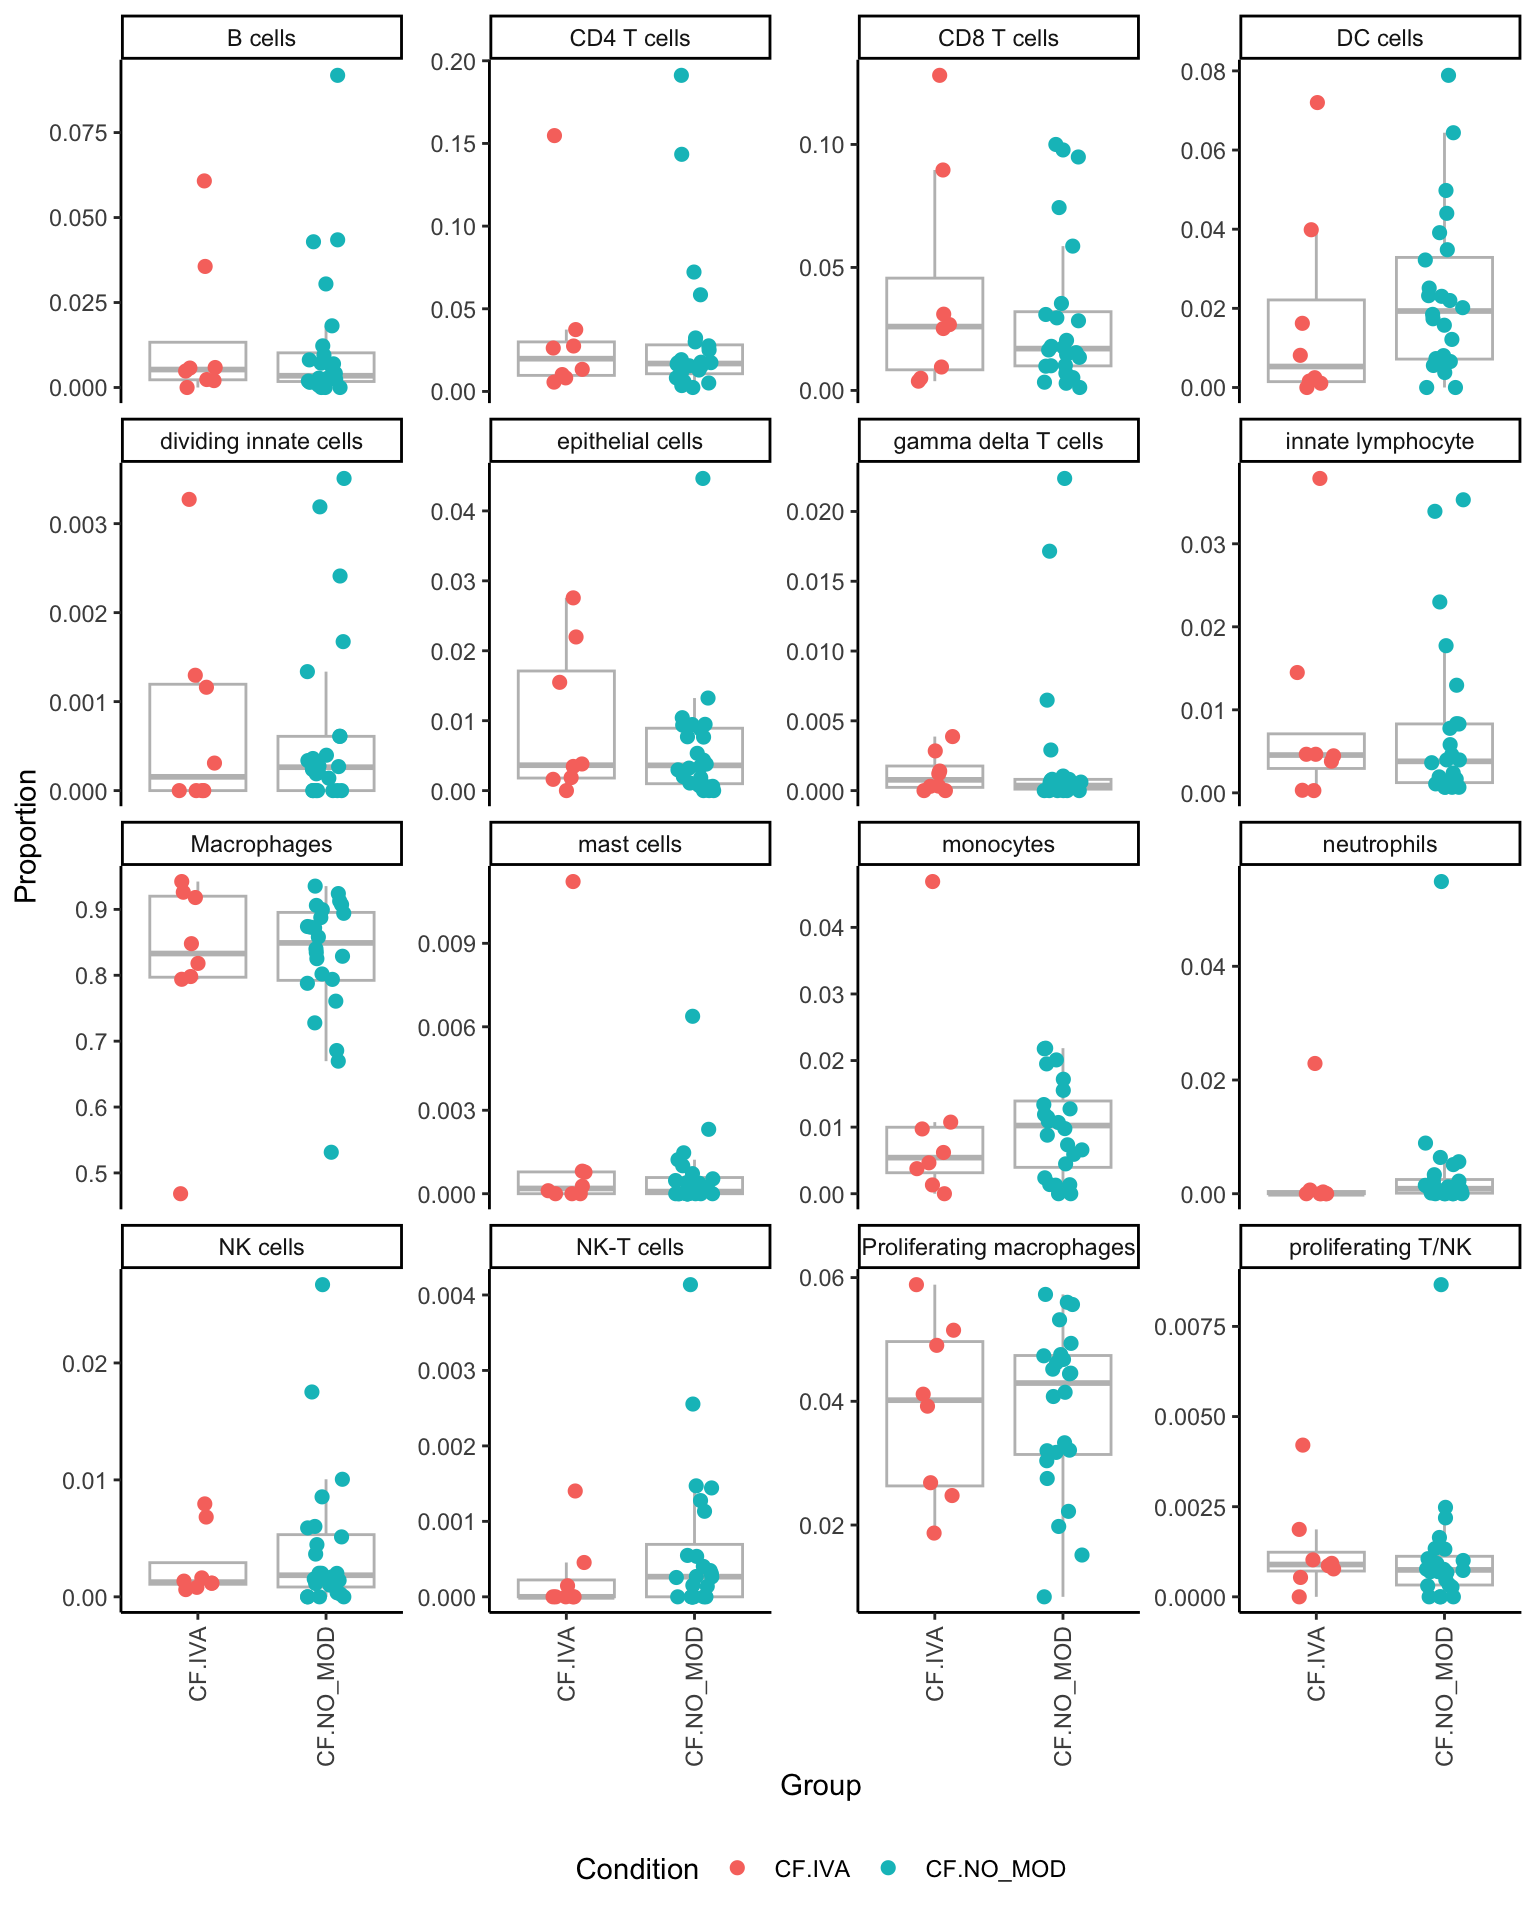 B cells
CD4 T cells
CD8 T cells
DC cells
0.075
0.050
0.025
0.000
0.20
0.15
0.10
0.05
0.00
0.10
0.05
0.00
0.08
0.06
0.04
0.02
0.00
dividing innate cells
epithelial cells
gamma delta T cells
innate lymphocyte
0.003
0.002
0.001
0.000
0.04
0.03
0.02
0.01
0.00
0.020
0.015
0.010
0.005
0.000
0.03
0.02
0.01
0.00
Proportion
Macrophages
mast cells
monocytes
neutrophils
0.9
0.8
0.7
0.6
0.5
0.009
0.006
0.003
0.000
0.04
0.03
0.02
0.01
0.00
0.04
0.02
0.00
NK cells
NK-T cells
Proliferating macrophages
proliferating T/NK
0.02
0.01
0.00
0.004
0.003
0.002
0.001
0.000
0.06
0.04
0.02
0.0075
0.0050
0.0025
0.0000
CF.IVA
CF.NO_MOD
CF.IVA
CF.NO_MOD
CF.IVA
CF.NO_MOD
CF.IVA
CF.NO_MOD
Group
Condition CF.IVA CF.NO_MOD